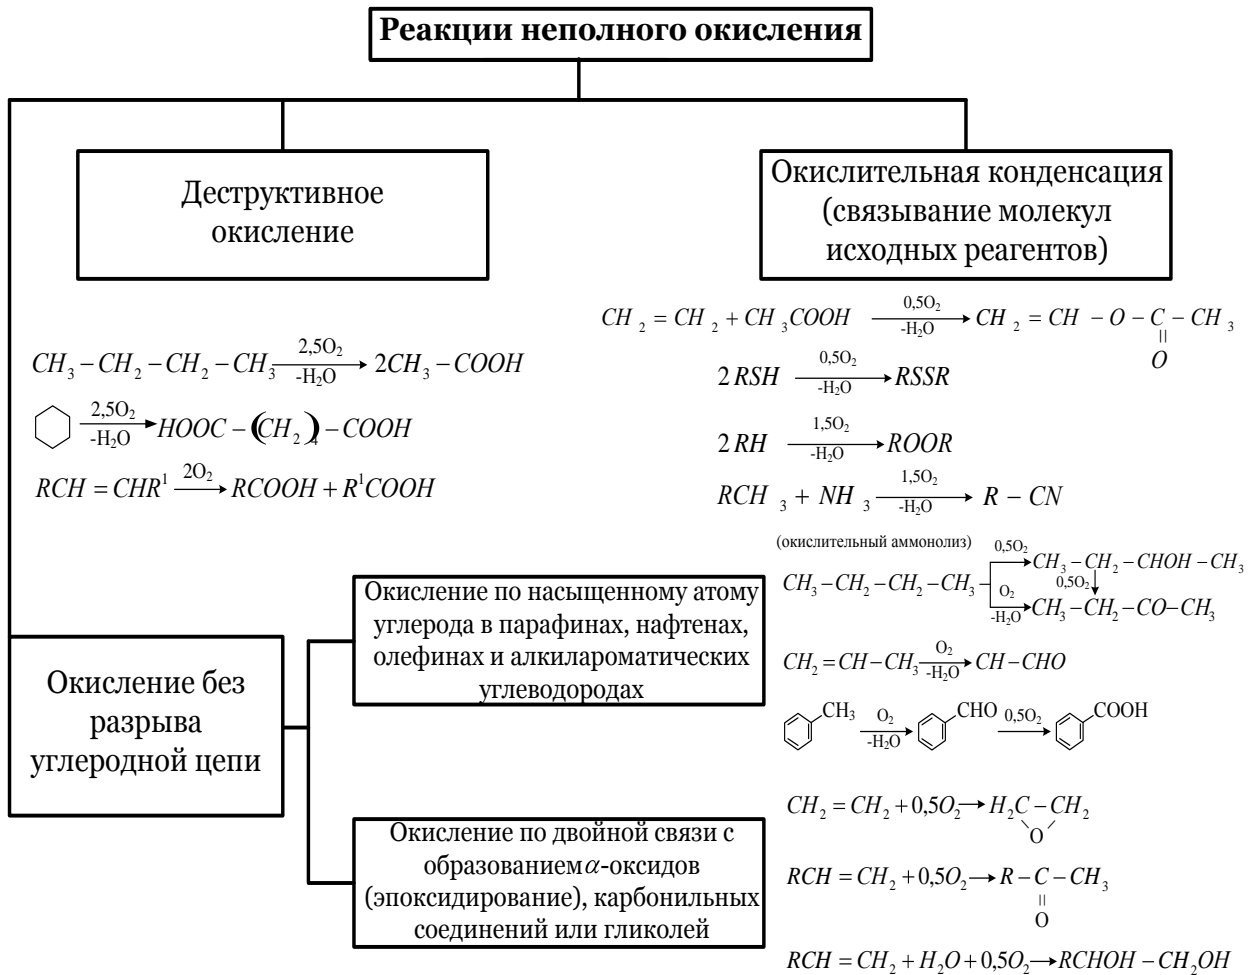 Реакции неполного окисления
Деструктивное
окисление
CH₃ – CH₂ – CH₂ – CH₃ 2,5O₂ -H₂O → 2CH₃ – COOH
2,5O₂ -H₂O → HOOC – (CH₂)₄ – COOH
RCH = CHR¹ 2O₂ → RCOOH + R¹COOH
Окислительная конденсация
(связывание молекул
исходных реагентов)
CH₂ = CH₂ + CH₃COOH 0,5O₂ -H₂O → CH₂ = CH – O – C – CH₃
O
2 RSH 0,5O₂ -H₂O → RSSR
2 RH 1,5O₂ -H₂O → ROOR
RCH₃ + NH₃ 1,5O₂ -H₂O → R – CN
(окислительный аммонолиз)
Окисление без
разрыва
углеродной цепи
Окисление по насыщенному атому
углерода в парафинах, нафтенах,
олефинах и алкилароматических
углеводородах
0,5O₂ → CH₃ – CH₂ – CHOH – CH₃
CH₃ – CH₂ – CH₂ – CH₃ – 0,5O₂
O₂ -H₂O → CH₃ – CH₂ – CO – CH₃
CH₂ = CH – CH₃ O₂ -H₂O → CH – CHO
CH₃ O₂ -H₂O → CHO 0,5O₂ → COOH
Окисление по двойной связи с
образованием α-оксидов
(эпоксидирование), карбонильных
соединений или гликолей
CH₂ = CH₂ + 0,5O₂ → H₂C – CH₂
O
RCH = CH₂ + 0,5O₂ → R – C – CH₃
O
RCH = CH₂ + H₂O + 0,5O₂ → RCHOH – CH₂OH